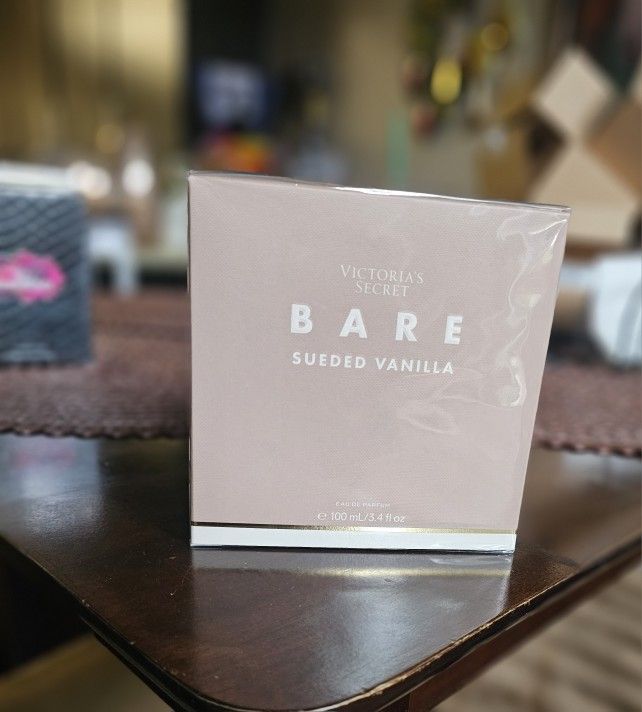 VICTORIA'S
SECRET
BARE
SUEDED VANILLA
EAU DE PARFUM
℮ 100 mL/3.4 fl oz